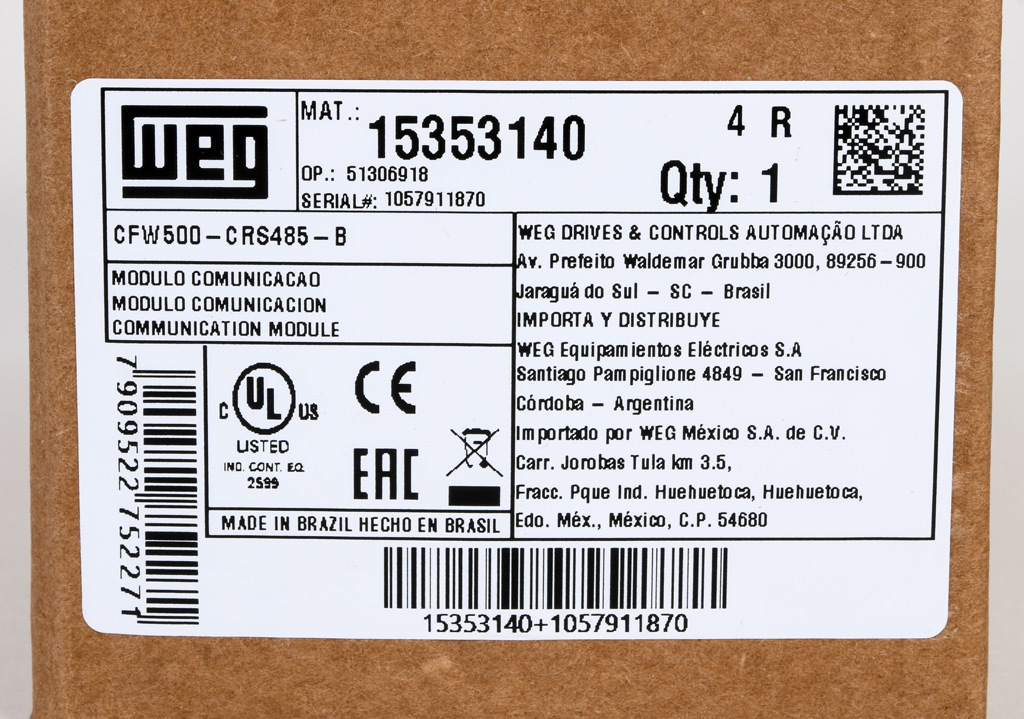 WEG
MAT.: 15353140
4 R
OP.: 51306918
Qty: 1
SERIAL#: 1057911870
CFW500-CRS485-B
MODULO COMUNICACAO
MODULO COMUNICACION
COMMUNICATION MODULE
WEG DRIVES & CONTROLS AUTOMAÇÃO LTDA
Av. Prefeito Waldemar Grubba 3000, 89256-900
Jaraguá do Sul - SC - Brasil
IMPORTA Y DISTRIBUYE
WEG Equipamientos Eléctricos S.A
Santiago Pampiglione 4849 - San Francisco
Córdoba - Argentina
Importado por WEG México S.A. de C.V.
Carr. Jorobas Tula km 3.5,
Fracc. Pque Ind. Huehuetoca, Huehuetoca,
Edo. Méx., México, C.P. 54680
7 909522 752271
C UL US
LISTED
IND. CONT. EQ.
2S99
CE
EAC
MADE IN BRAZIL HECHO EN BRASIL
15353140+1057911870